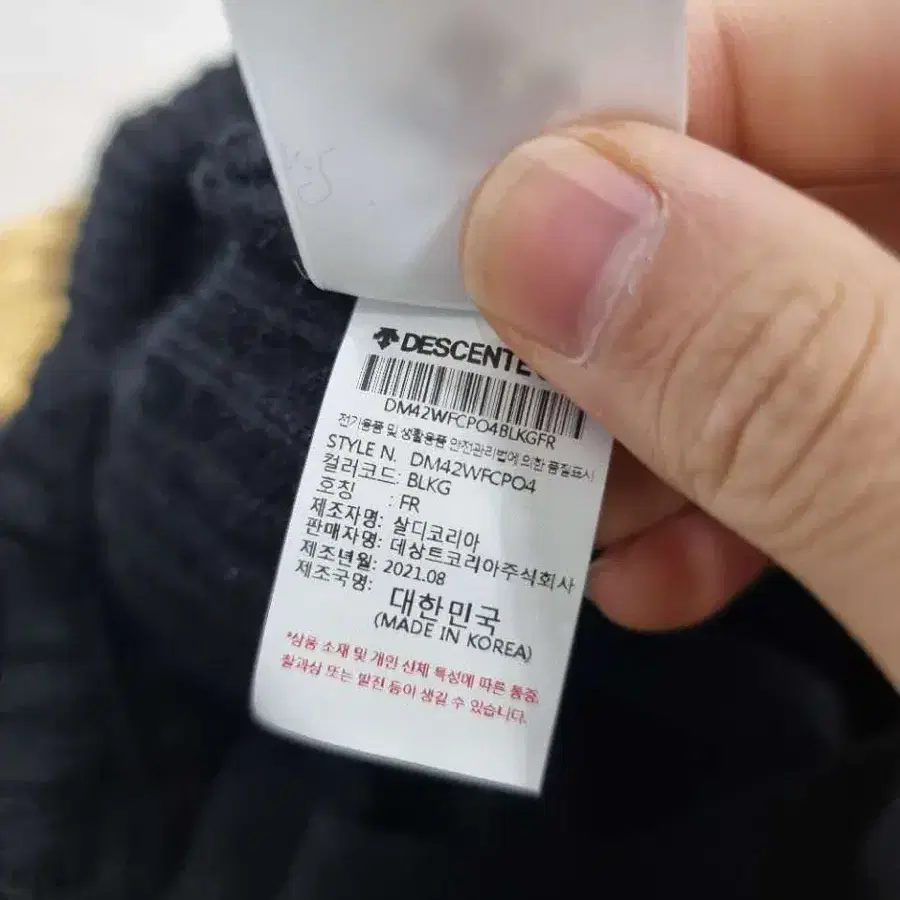 DESCENTE
DM42WFCPO4BLKGFR
전기용품 및 생활용품 안전관리법에 의한 품질표시
STYLE N. DM42WFCPO4
컬러코드: BLKG
호칭 : FR
제조자명: 살디코리아
판매자명: 데상트코리아주식회사
제조년월: 2021.08
제조국명:
대한민국
(MADE IN KOREA)
*상품 소재 및 개인 신체 특성에 따른 통증,
찰과상 또는 발진 등이 생길 수 있습니다.